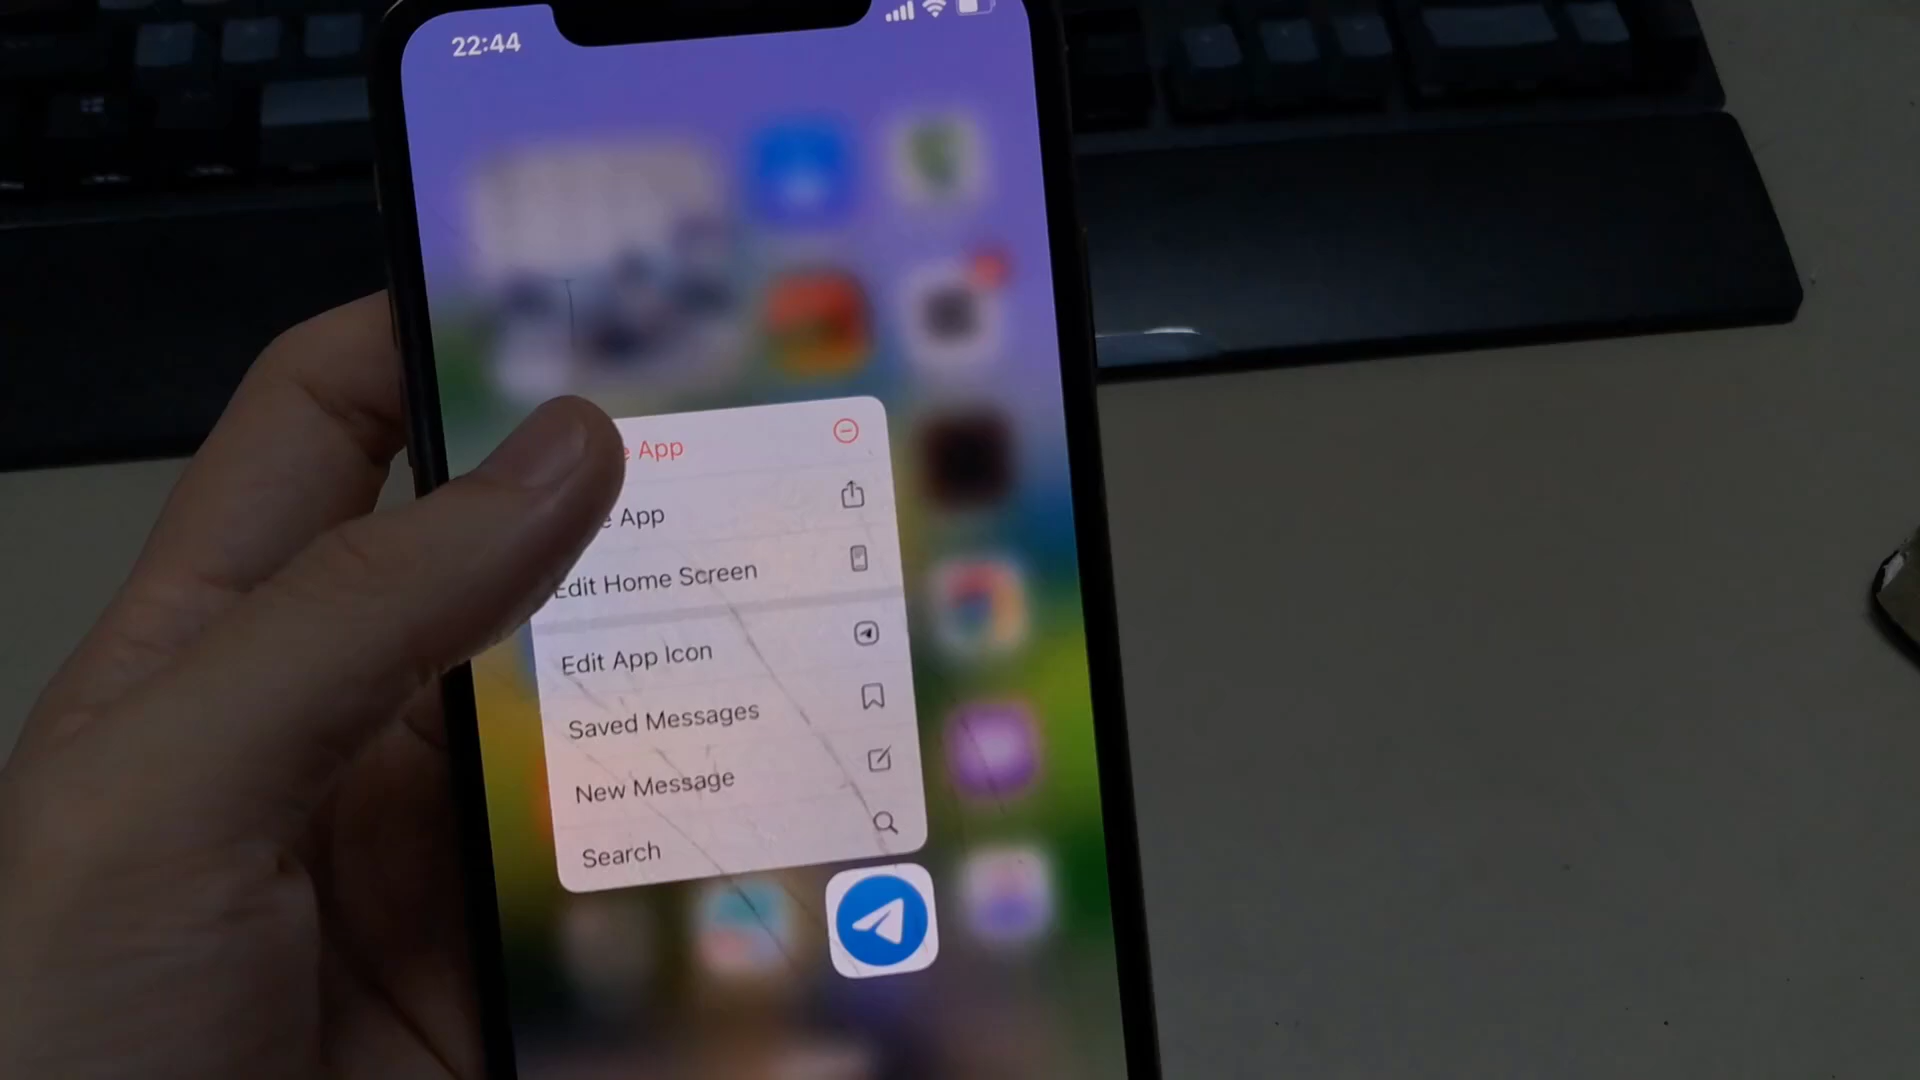 22:44
App
App
Edit Home Screen
Edit App Icon
Saved Messages
New Message
Search